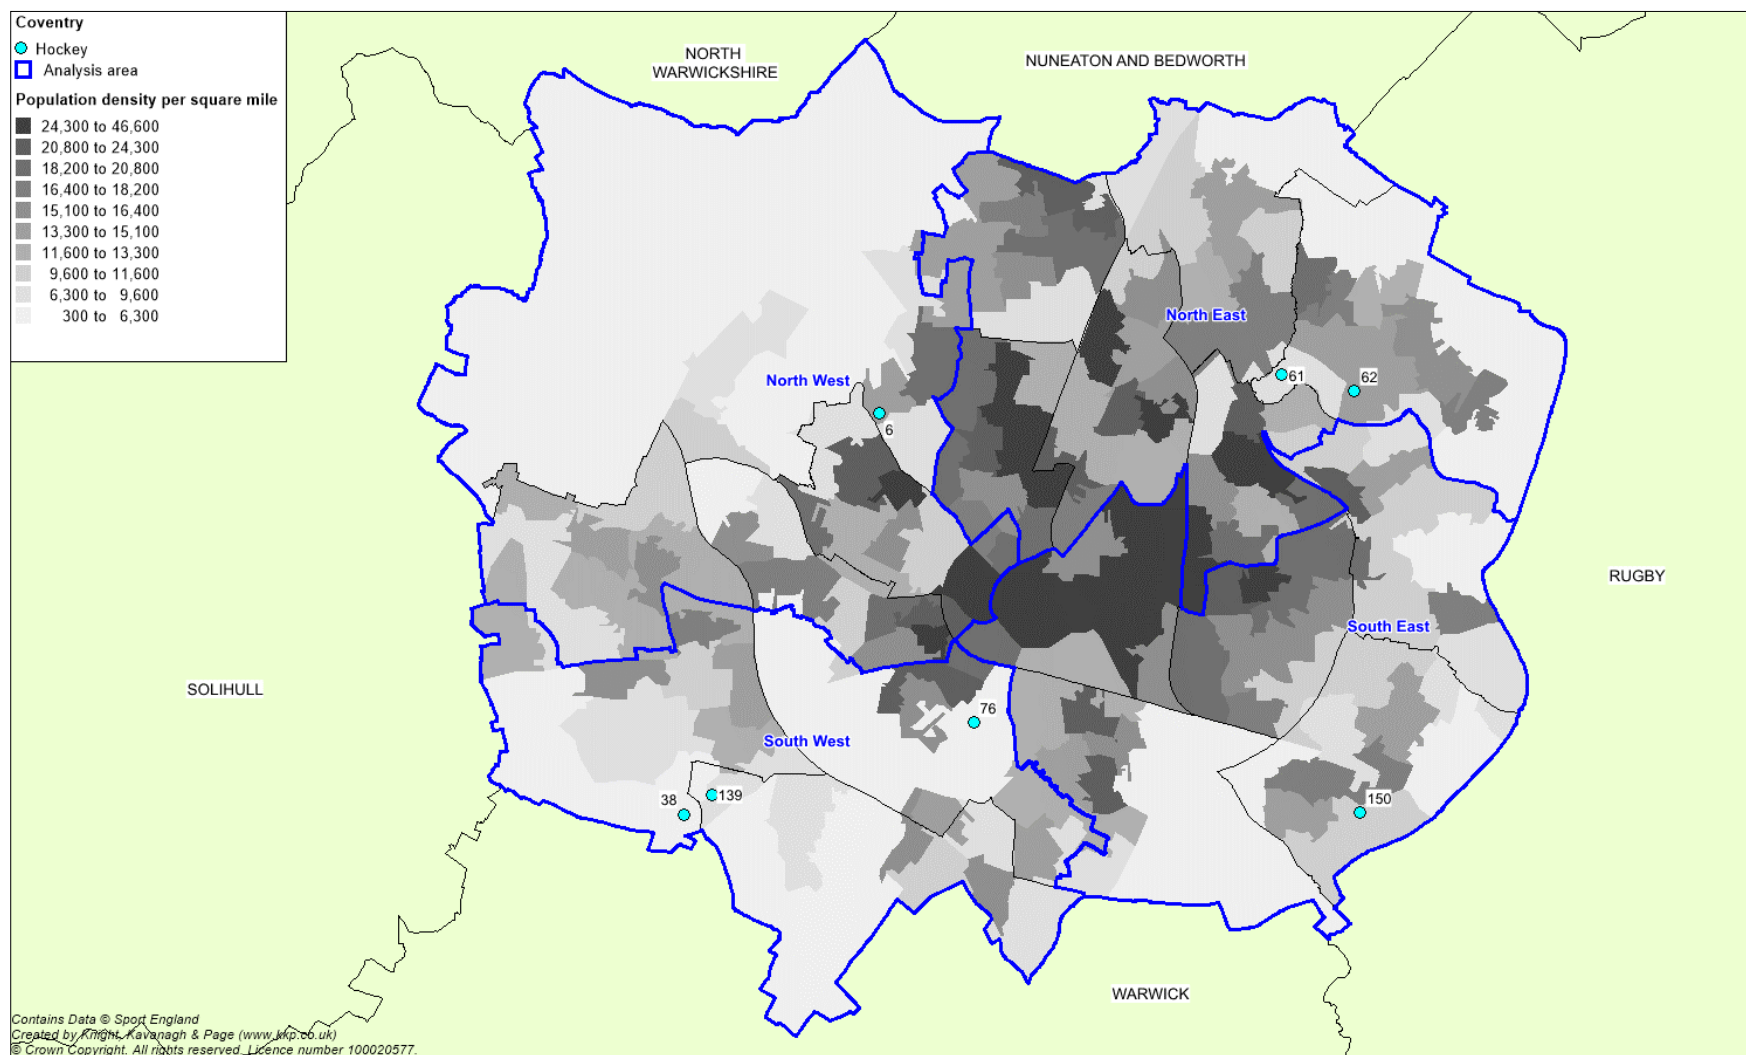 Coventry
Hockey
Analysis area
Population density per square mile
24,300 to 46,600
20,800 to 24,300
18,200 to 20,800
16,400 to 18,200
15,100 to 16,400
13,300 to 15,100
11,600 to 13,300
9,600 to 11,600
6,300 to 9,600
300 to 6,300
NORTH
WARWICKSHIRE
NUNEATON AND BEDWORTH
North East
North West
61
62
6
RUGBY
South East
SOLIHULL
76
South West
38
139
150
WARWICK
Contains Data © Sport England
Created by Knight, Kavanagh & Page (www.kkp.co.uk)
© Crown Copyright. All rights reserved. Licence number 100020577.